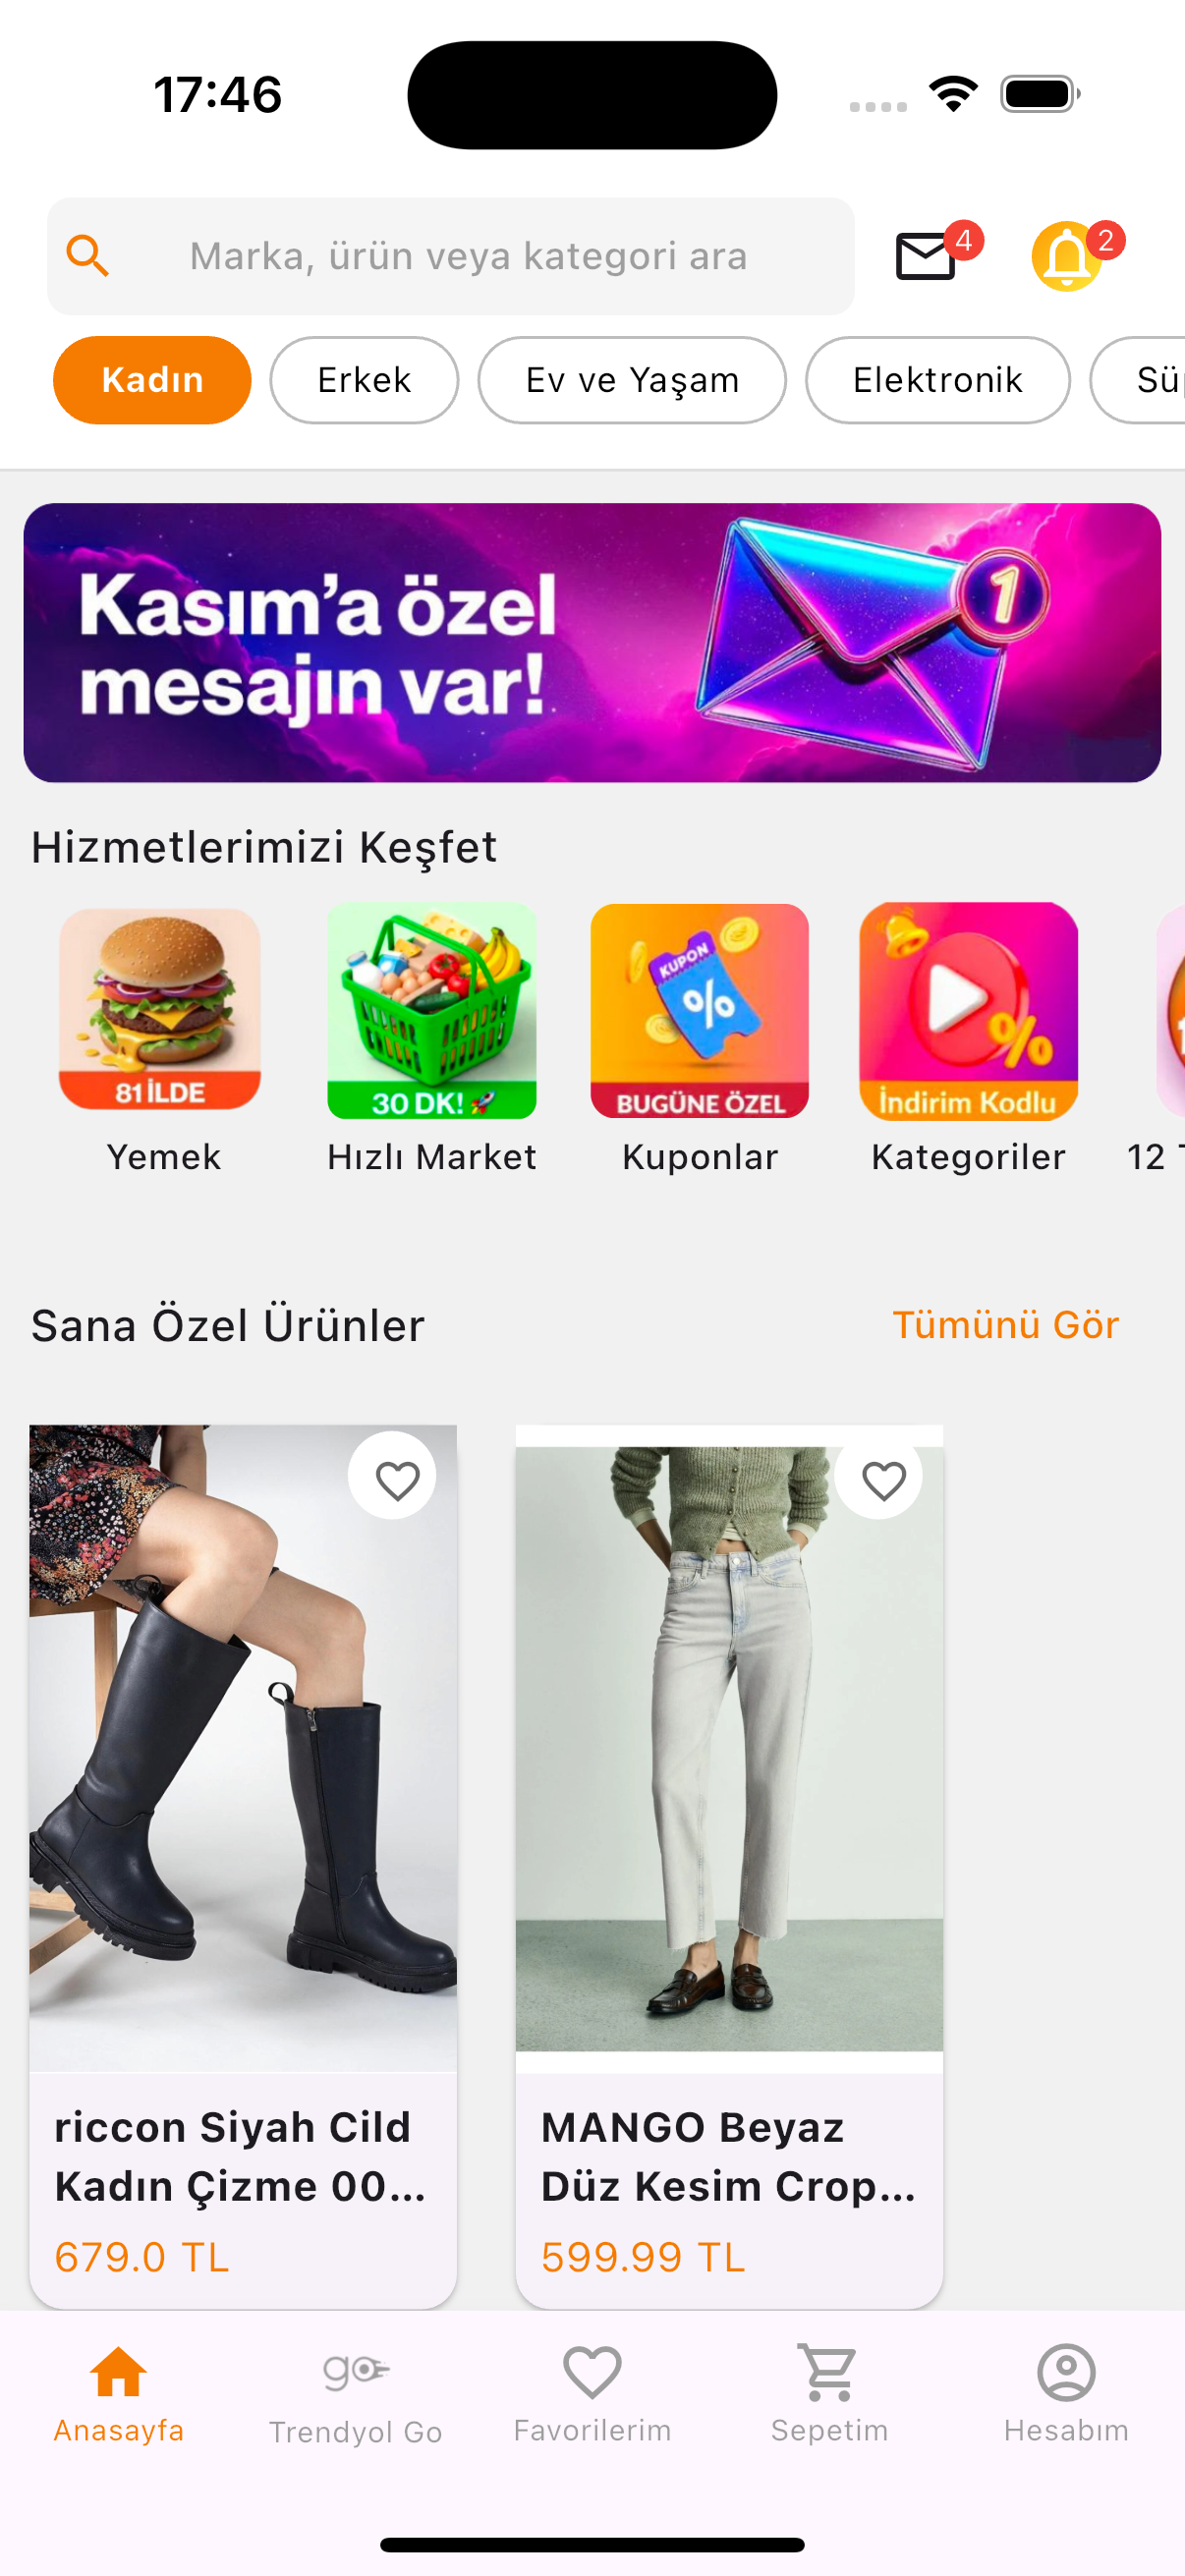 17:46
Marka, ürün veya kategori ara
4
2
Kadın
Erkek
Ev ve Yaşam
Elektronik
Kasım'a özel
mesajın var!
1
Hizmetlerimizi Keşfet
KUPON
%
%
81 İLDE
30 DK!
BUGÜNE ÖZEL
İndirim Kodlu
Yemek
Hızlı Market
Kuponlar
Kategoriler
12
Sana Özel Ürünler
Tümünü Gör
riccon Siyah Cild
Kadın Çizme 00...
679.0 TL
MANGO Beyaz
Düz Kesim Crop...
599.99 TL
go
Anasayfa
Trendyol Go
Favorilerim
Sepetim
Hesabım